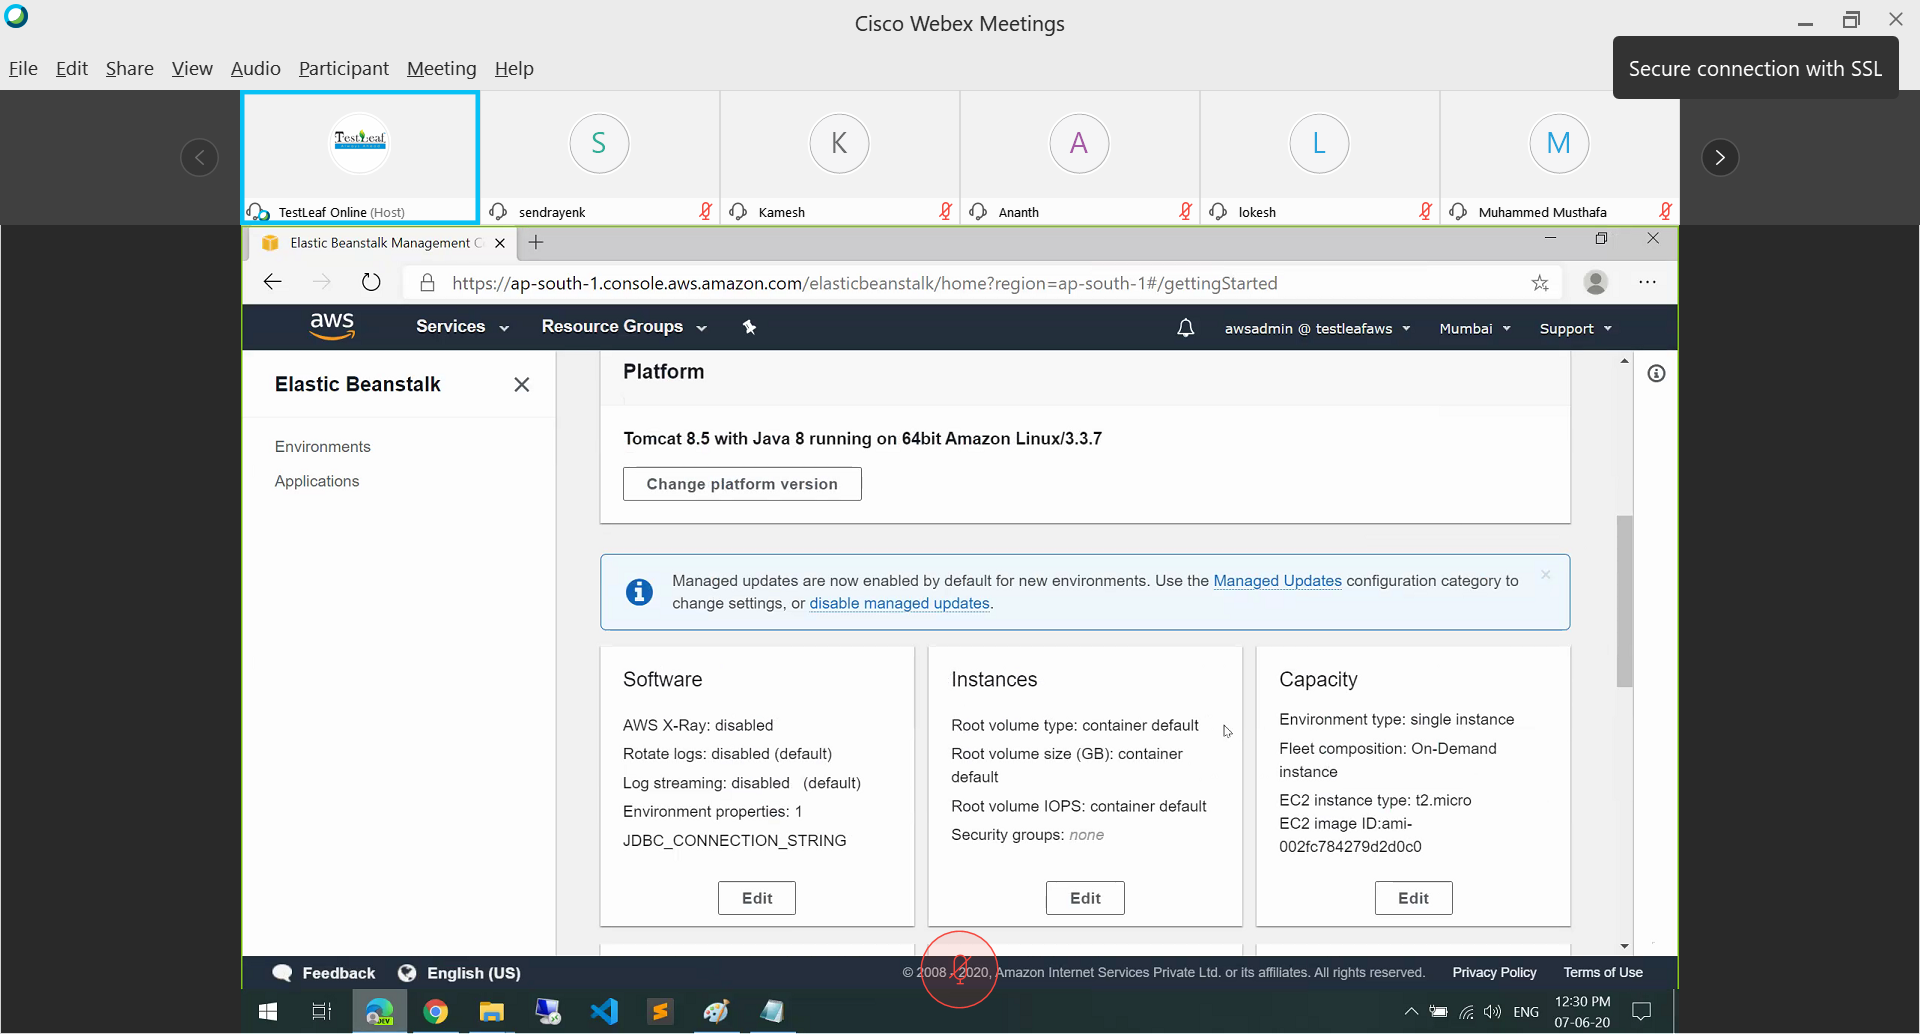 Cisco Webex Meetings
File Edit Share View Audio Participant Meeting Help
Secure connection with SSL
TestLeaf
S
K
A
L
M
TestLeaf Online (Host)
sendrayenk
Kamesh
Ananth
lokesh
Muhammed Musthafa
Elastic Beanstalk Management C
https://ap-south-1.console.aws.amazon.com/elasticbeanstalk/home?region=ap-south-1#/gettingStarted
aws
Services
Resource Groups
awsadmin @ testleafaws
Mumbai
Support
Elastic Beanstalk
Environments
Applications
Platform
Tomcat 8.5 with Java 8 running on 64bit Amazon Linux/3.3.7
Change platform version
Managed updates are now enabled by default for new environments. Use the Managed Updates configuration category to
change settings, or disable managed updates.
Software
AWS X-Ray: disabled
Rotate logs: disabled (default)
Log streaming: disabled (default)
Environment properties: 1
JDBC_CONNECTION_STRING
Edit
Instances
Root volume type: container default
Root volume size (GB): container
default
Root volume IOPS: container default
Security groups: none
Edit
Capacity
Environment type: single instance
Fleet composition: On-Demand
instance
EC2 instance type: t2.micro
EC2 image ID:ami-
002fc784279d2d0c0
Edit
Feedback
English (US)
© 2008 - 2020, Amazon Internet Services Private Ltd. or its affiliates. All rights reserved.
Privacy Policy
Terms of Use
DEV
ENG
12:30 PM
07-06-20